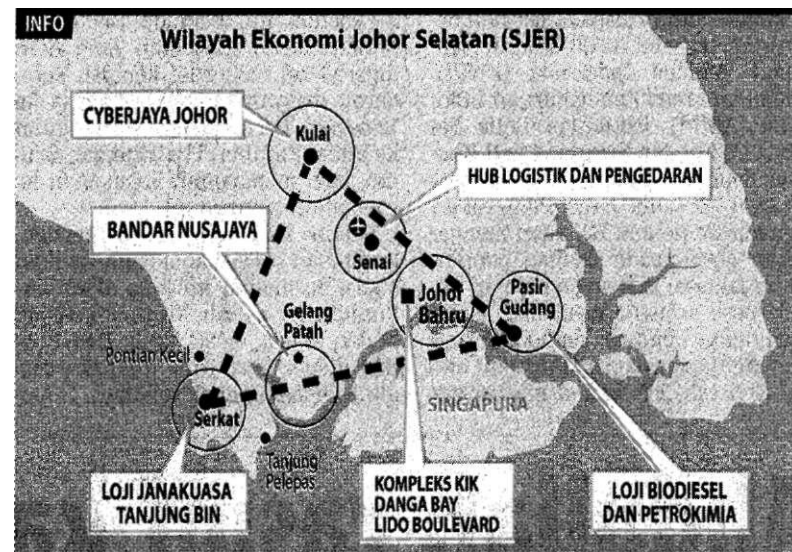 INFO
Wilayah Ekonomi Johor Selatan (SJER)
CYBERJAYA JOHOR
Kulai
HUB LOGISTIK DAN PENGEDARAN
BANDAR NUSAJAYA
Senai
Gelang
Patah
Johor
Bahru
Pasir
Gudang
Pontian Kecil
Serkat
SINGAPURA
Tanjung
Pelepas
LOJI JANAKUASA
TANJUNG BIN
KOMPLEKS KIK
DANGA BAY
LIDO BOULEVARD
LOJI BIODIESEL
DAN PETROKIMIA